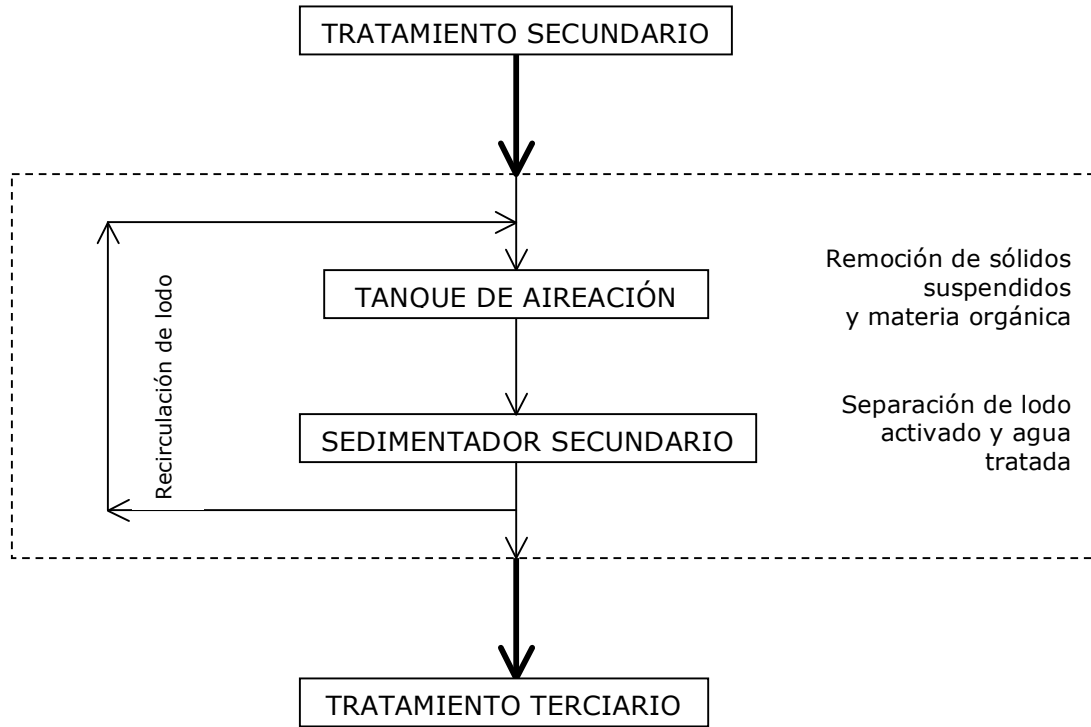 TRATAMIENTO SECUNDARIO
Recirculación de lodo
TANQUE DE AIREACIÓN
Remoción de sólidos
suspendidos
y materia orgánica
SEDIMENTADOR SECUNDARIO
Separación de lodo
activado y agua
tratada
TRATAMIENTO TERCIARIO